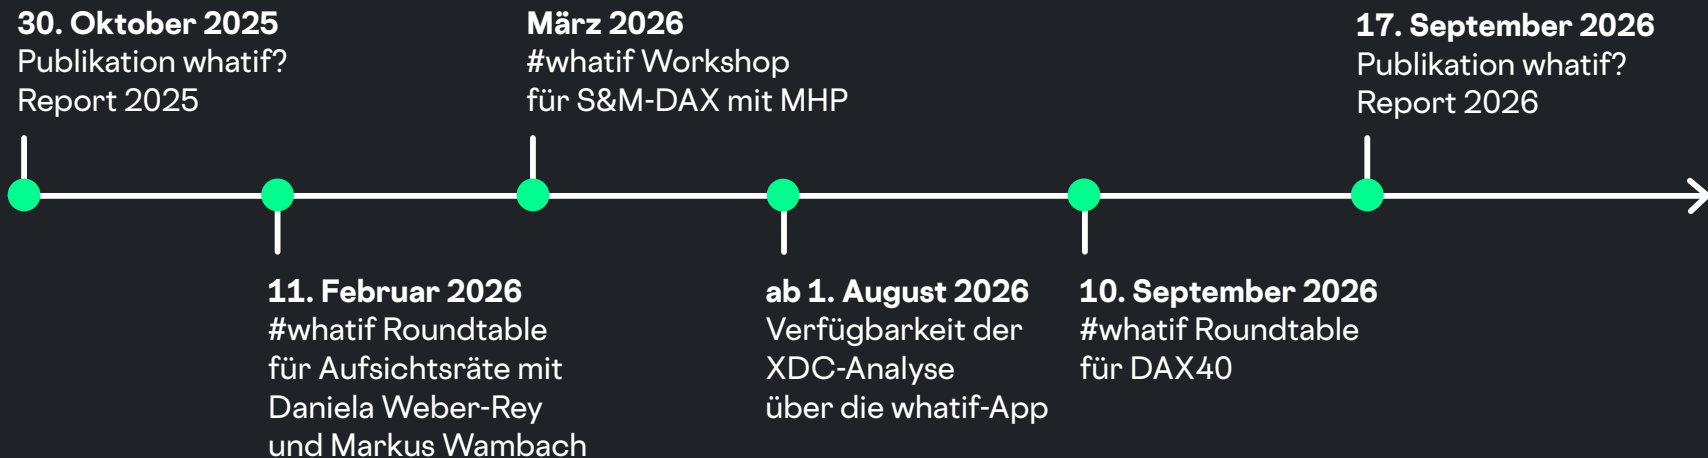 30. Oktober 2025
Publikation whatif?
Report 2025
11. Februar 2026
#whatif Roundtable
für Aufsichtsräte mit
Daniela Weber-Rey
und Markus Wambach
März 2026
#whatif Workshop
für S&M-DAX mit MHP
ab 1. August 2026
Verfügbarkeit der
XDC-Analyse
über die whatif-App
10. September 2026
#whatif Roundtable
für DAX40
17. September 2026
Publikation whatif?
Report 2026